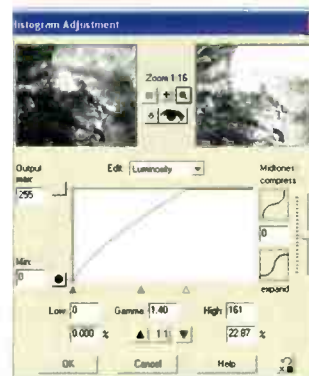 Histogram Adjustment
Zoom 1:16
Output max:
255
Edit: Luminosity
Midtones compress
0
Min:
0
expand
Low: 0 Gamma: 1.40 High: 161
0.000 % 1:1 22.87 %
OK Cancel Help